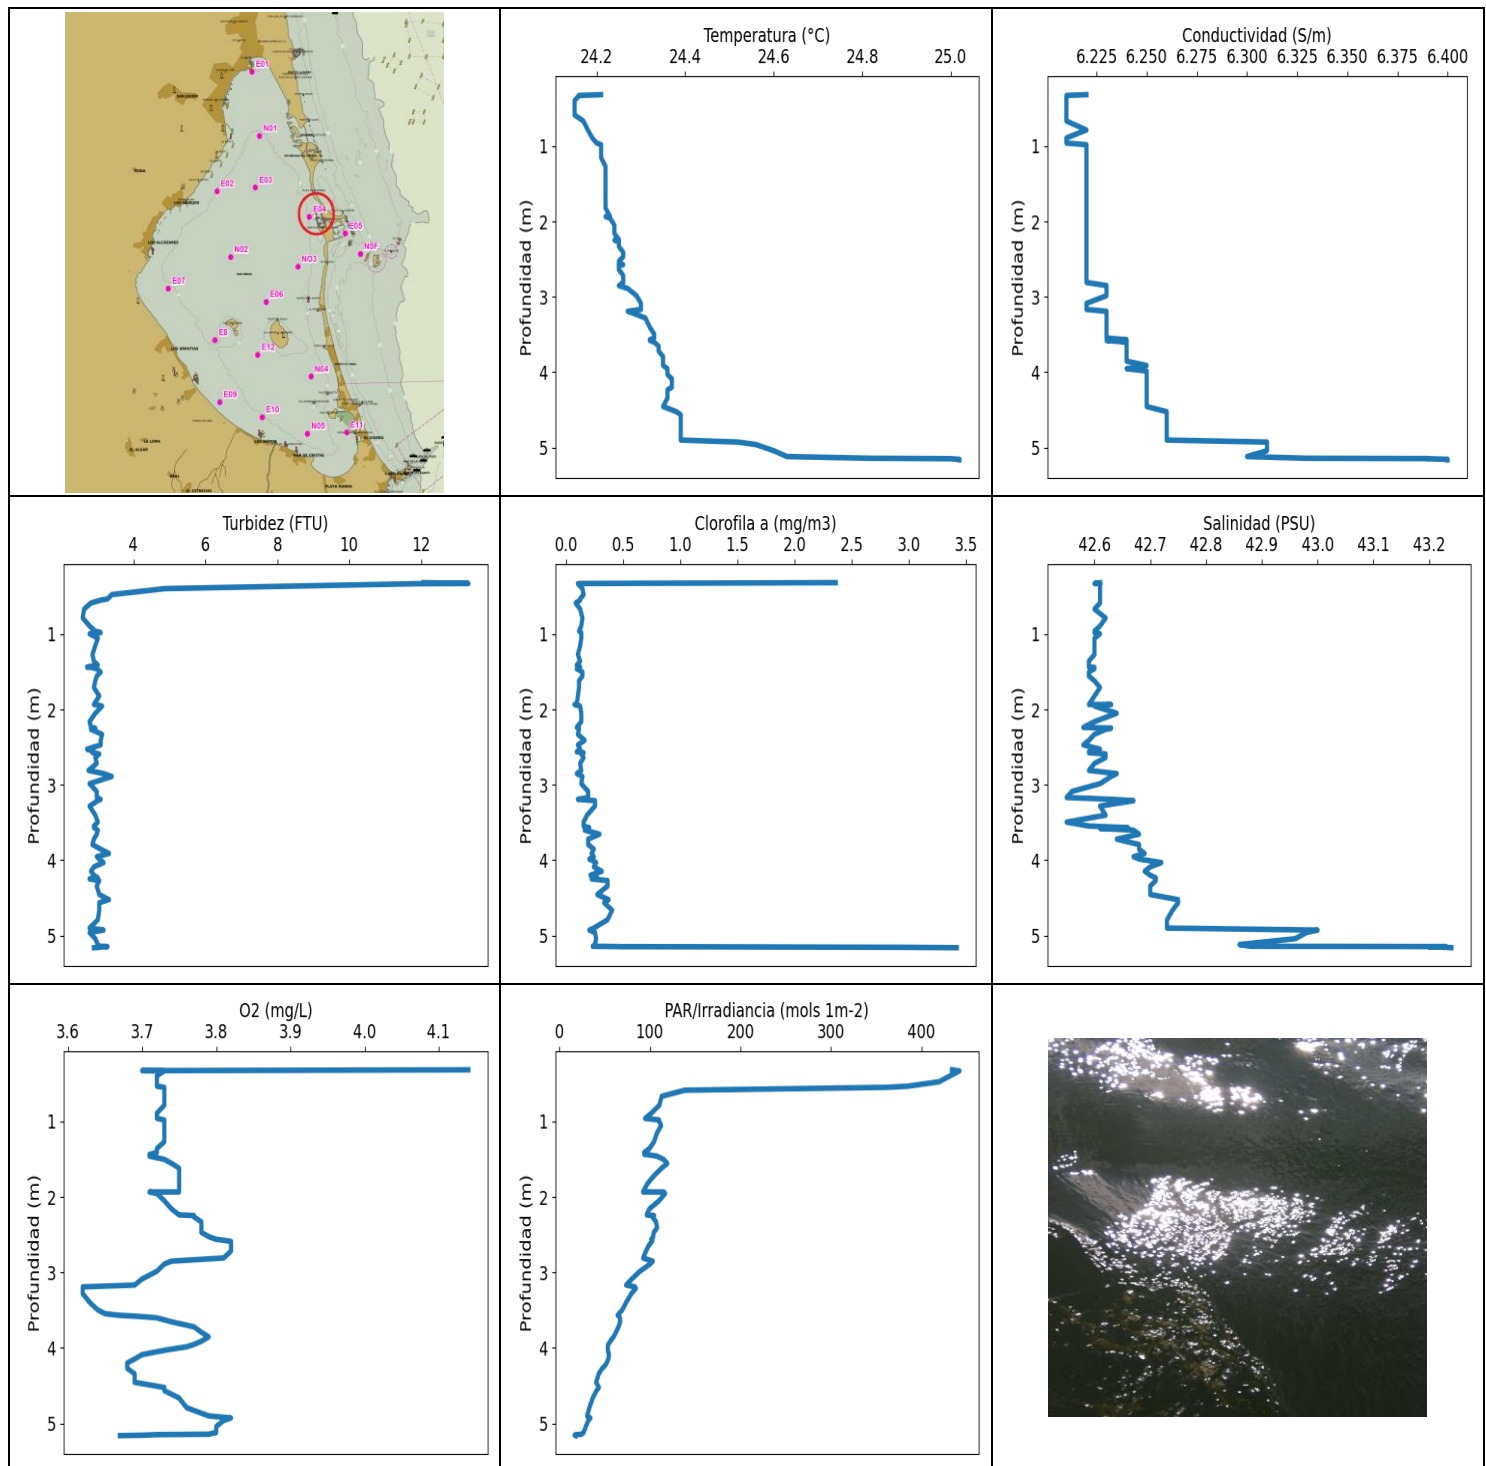 E01
N01
E02
E03
E04
E05
N5F
N02
NO3
E07
E06
E8
E12
N04
E09
E10
N05
E11
Temperatura (°C)
24.2 24.4 24.6 24.8 25.0
Profundidad (m)
1
2
3
4
5
Conductividad (S/m)
6.225 6.250 6.275 6.300 6.325 6.350 6.375 6.400
Profundidad (m)
1
2
3
4
5
Turbidez (FTU)
4 6 8 10 12
Profundidad (m)
1
2
3
4
5
Clorofila a (mg/m3)
0.0 0.5 1.0 1.5 2.0 2.5 3.0 3.5
Profundidad (m)
1
2
3
4
5
Salinidad (PSU)
42.6 42.7 42.8 42.9 43.0 43.1 43.2
Profundidad (m)
1
2
3
4
5
O2 (mg/L)
3.6 3.7 3.8 3.9 4.0 4.1
Profundidad (m)
1
2
3
4
5
PAR/Irradiancia (mols 1m-2)
0 100 200 300 400
Profundidad (m)
1
2
3
4
5